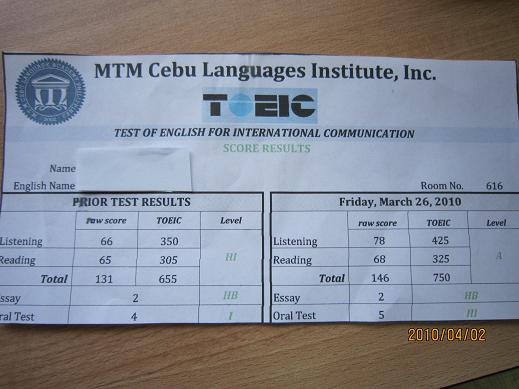 MTM Cebu Languages Institute, Inc.
TOEIC
TEST OF ENGLISH FOR INTERNATIONAL COMMUNICATION
SCORE RESULTS
Name
English Name
Room No. 616
PRIOR TEST RESULTS
raw score TOEIC Level
Listening 66 350
Reading 65 305
HI
Total 131 655
Essay 2 HB
Oral Test 4 I
Friday, March 26, 2010
raw score TOEIC Level
Listening 78 425
Reading 68 325
A
Total 146 750
Essay 2 HB
Oral Test 5 HI
2010/04/02